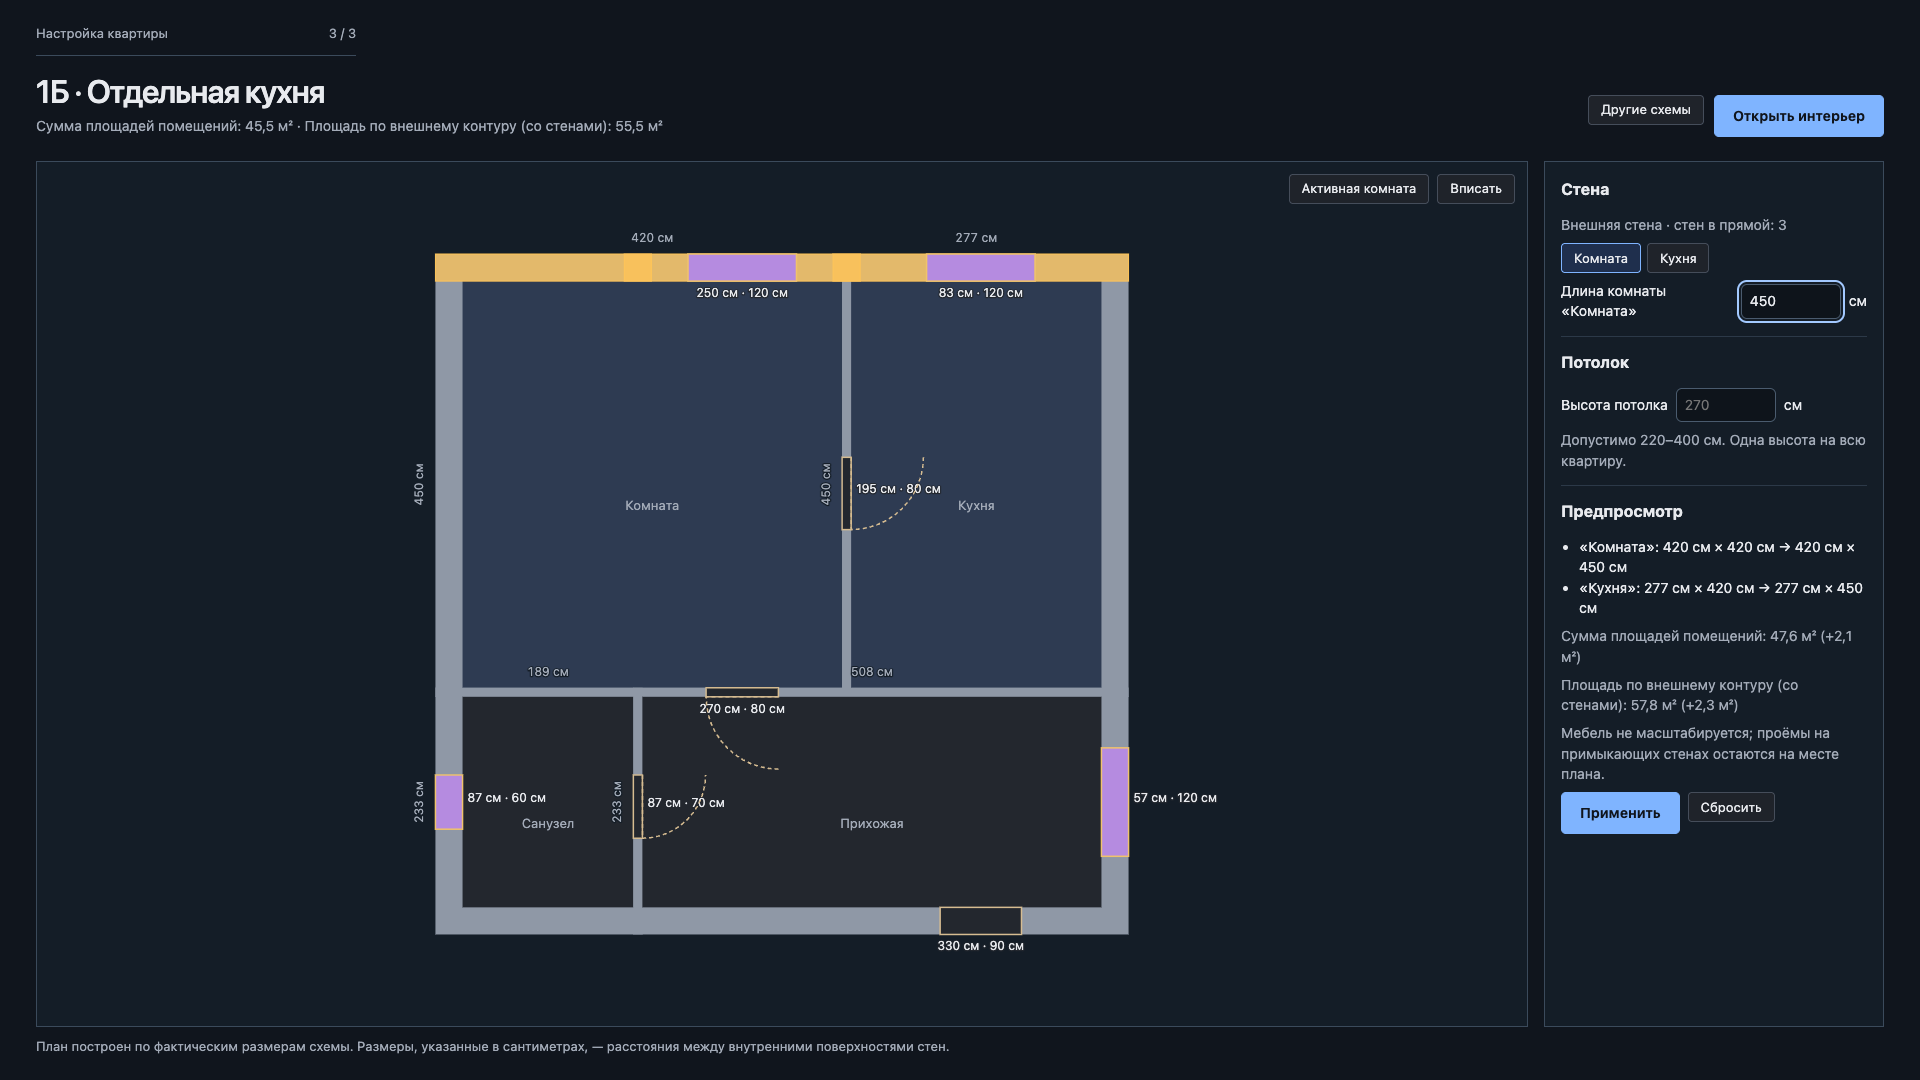 Настройка квартиры 3 / 3
1Б · Отдельная кухня
Сумма площадей помещений: 45,5 м² · Площадь по внешнему контуру (со стенами): 55,5 м²
Другие схемы
Открыть интерьер
Активная комната
Вписать
420 см
277 см
250 см · 120 см
83 см · 120 см
450 см
450 см
195 см · 80 см
Комната
Кухня
189 см
508 см
270 см · 80 см
233 см
87 см · 60 см
233 см
87 см · 70 см
57 см · 120 см
Санузел
Прихожая
330 см · 90 см
Стена
Внешняя стена · стен в прямой: 3
Комната
Кухня
Длина комнаты
«Комната»
450 см
Потолок
Высота потолка 270 см
Допустимо 220–400 см. Одна высота на всю
квартиру.
Предпросмотр
• «Комната»: 420 см × 420 см → 420 см ×
450 см
• «Кухня»: 277 см × 420 см → 277 см × 450
см
Сумма площадей помещений: 47,6 м² (+2,1
м²)
Площадь по внешнему контуру (со
стенами): 57,8 м² (+2,3 м²)
Мебель не масштабируется; проёмы на
примыкающих стенах остаются на месте
плана.
Применить
Сбросить
План построен по фактическим размерам схемы. Размеры, указанные в сантиметрах, — расстояния между внутренними поверхностями стен.